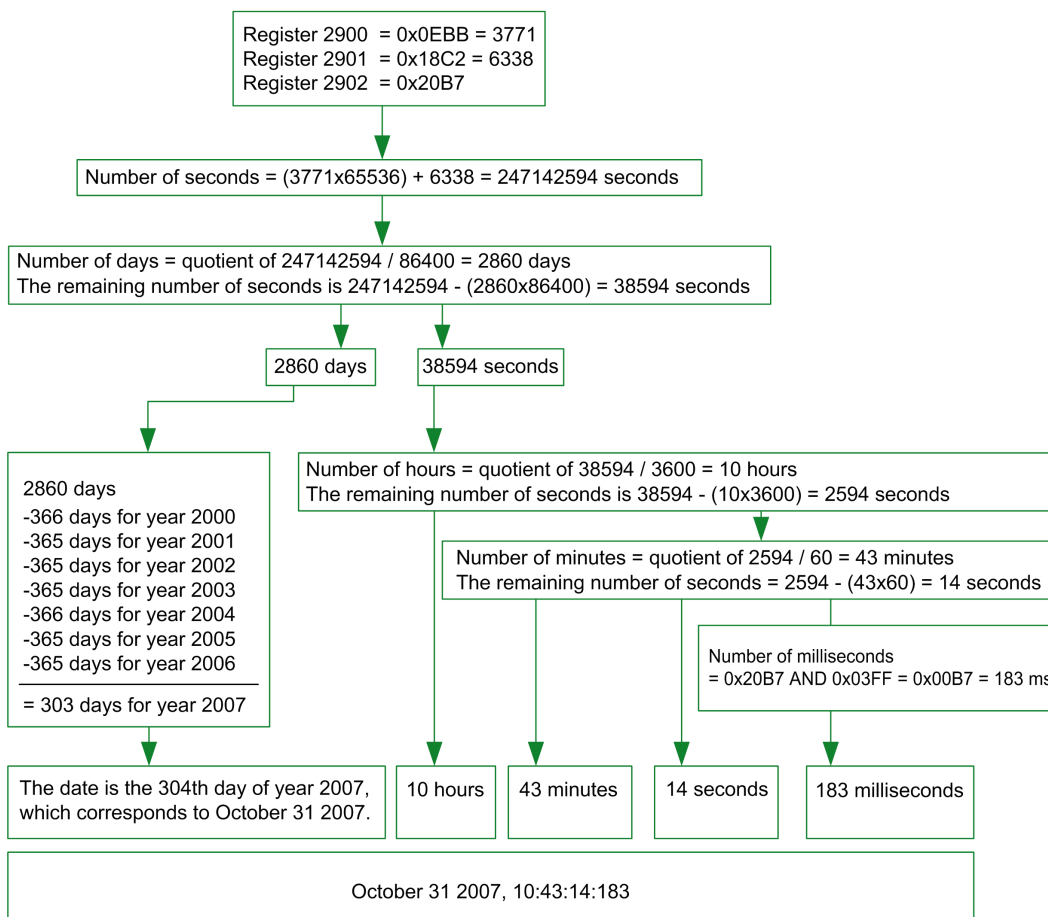 Register 2900 = 0x0EBB = 3771
Register 2901 = 0x18C2 = 6338
Register 2902 = 0x20B7
Number of seconds = (3771x65536) + 6338 = 247142594 seconds
Number of days = quotient of 247142594 / 86400 = 2860 days
The remaining number of seconds is 247142594 - (2860x86400) = 38594 seconds
2860 days
38594 seconds
2860 days
-366 days for year 2000
-365 days for year 2001
-365 days for year 2002
-365 days for year 2003
-366 days for year 2004
-365 days for year 2005
-365 days for year 2006
= 303 days for year 2007
Number of hours = quotient of 38594 / 3600 = 10 hours
The remaining number of seconds is 38594 - (10x3600) = 2594 seconds
Number of minutes = quotient of 2594 / 60 = 43 minutes
The remaining number of seconds = 2594 - (43x60) = 14 seconds
Number of milliseconds
= 0x20B7 AND 0x03FF = 0x00B7 = 183 ms
The date is the 304th day of year 2007,
which corresponds to October 31 2007.
10 hours
43 minutes
14 seconds
183 milliseconds
October 31 2007, 10:43:14:183